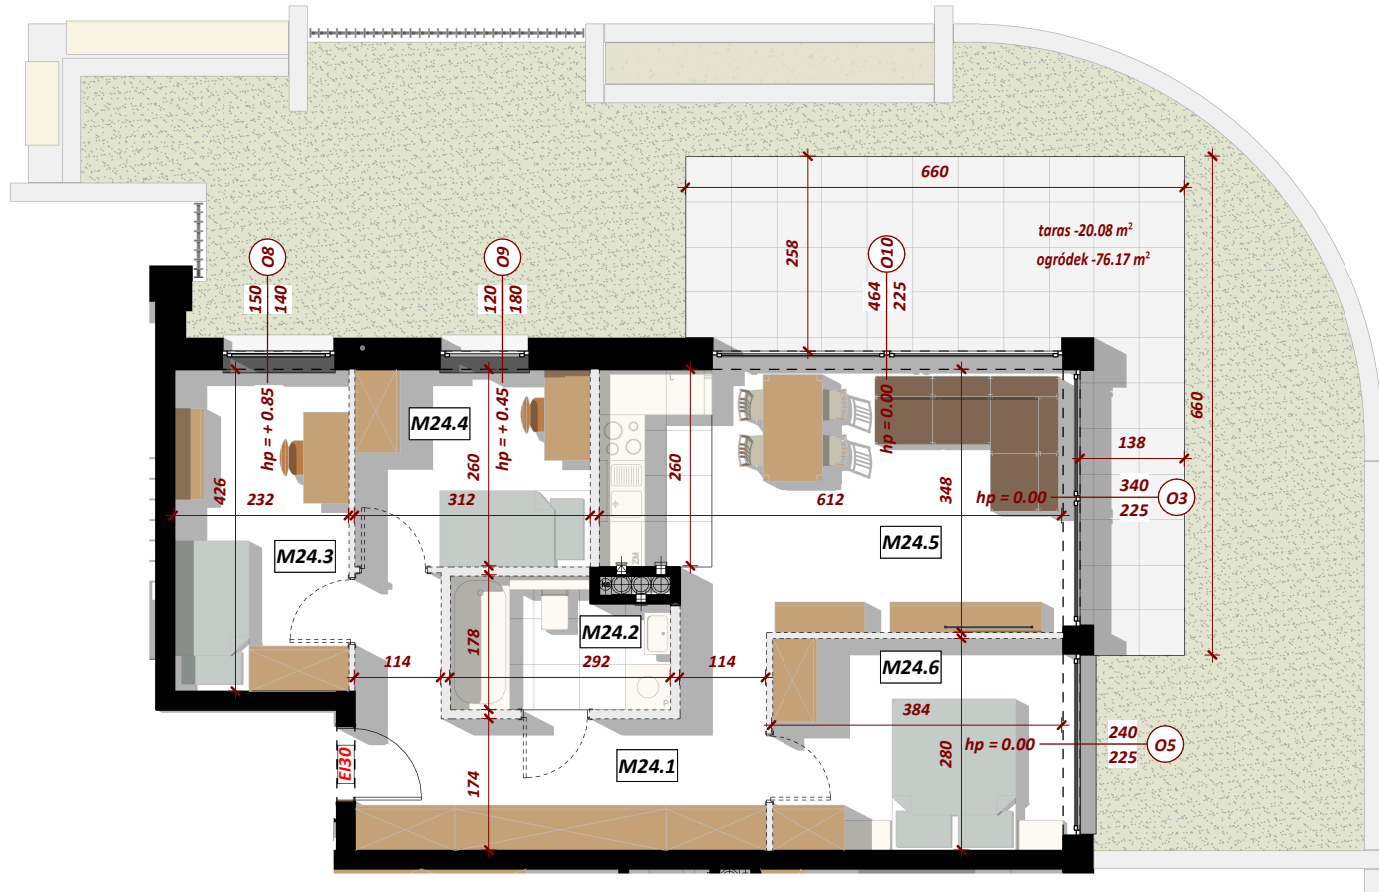 660
taras -20.08 m²
ogródek -76.17 m²
258
660
O8
150
140
O9
120
180
O10
464
225
hp = + 0.85
M24.4
hp = + 0.45
hp = 0.00
426
232
260
312
260
612
348
138
hp = 0.00
340
225
O3
M24.3
M24.5
ZM
178
M24.2
114
292
114
M24.6
384
P
hp = 0.00
240
225
O5
EI30
174
M24.1
280